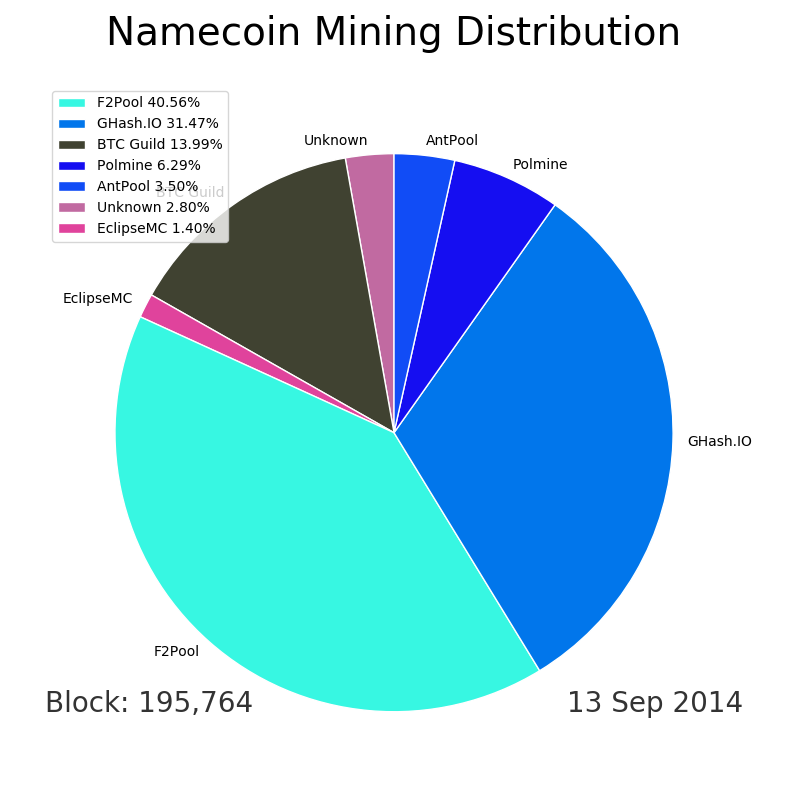 Namecoin Mining Distribution
F2Pool 40.56%
GHash.IO 31.47%
BTC Guild 13.99%
Polmine 6.29%
AntPool 3.50%
Unknown 2.80%
EclipseMC 1.40%
Unknown
AntPool
Polmine
BTC Guild
EclipseMC
GHash.IO
F2Pool
Block: 195,764
13 Sep 2014